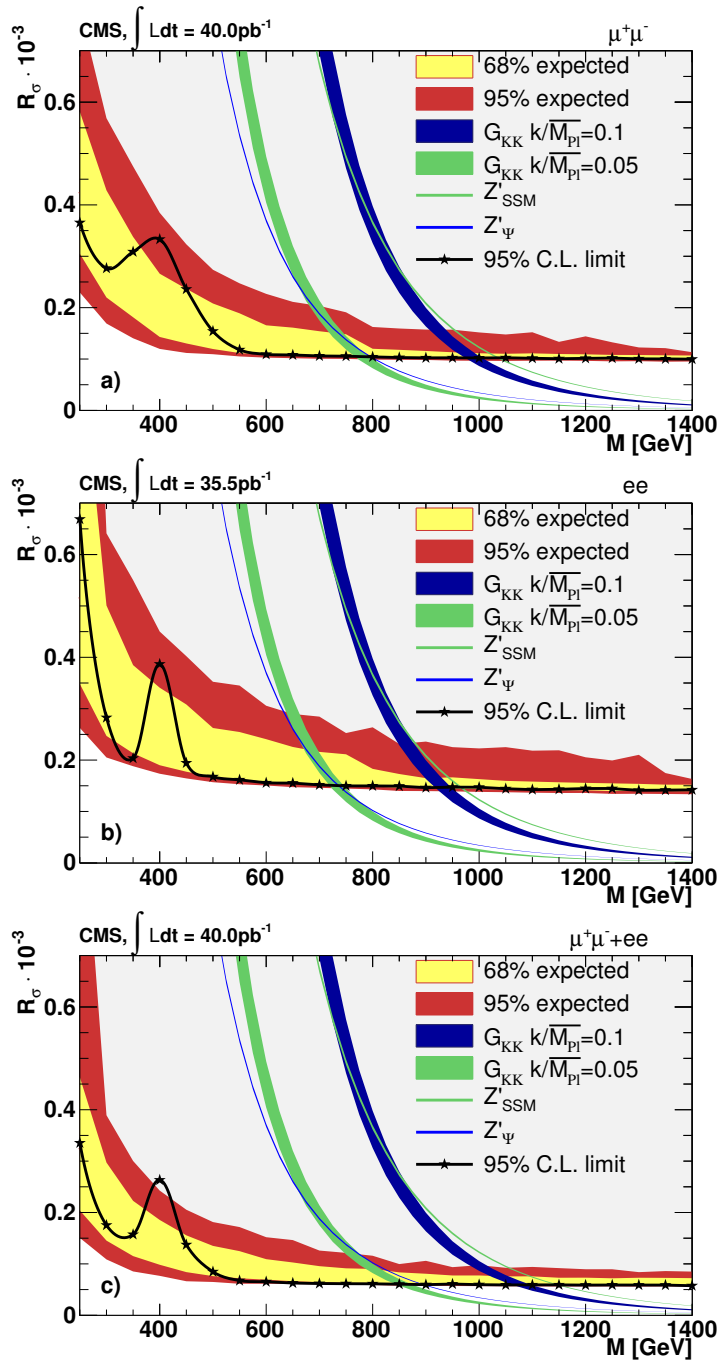 CMS, ∫ Ldt = 40.0pb⁻¹ μ⁺μ⁻
R_σ · 10⁻³
0.6
0.4
0.2
0
68% expected
95% expected
G_KK k/M̅_Pl=0.1
G_KK k/M̅_Pl=0.05
Z'_SSM
Z'_Ψ
95% C.L. limit
a)
400 600 800 1000 1200 1400
M [GeV]
CMS, ∫ Ldt = 35.5pb⁻¹ ee
R_σ · 10⁻³
0.6
0.4
0.2
0
68% expected
95% expected
G_KK k/M̅_Pl=0.1
G_KK k/M̅_Pl=0.05
Z'_SSM
Z'_Ψ
95% C.L. limit
b)
400 600 800 1000 1200 1400
M [GeV]
CMS, ∫ Ldt = 40.0pb⁻¹ μ⁺μ⁻+ee
R_σ · 10⁻³
0.6
0.4
0.2
0
68% expected
95% expected
G_KK k/M̅_Pl=0.1
G_KK k/M̅_Pl=0.05
Z'_SSM
Z'_Ψ
95% C.L. limit
c)
400 600 800 1000 1200 1400
M [GeV]